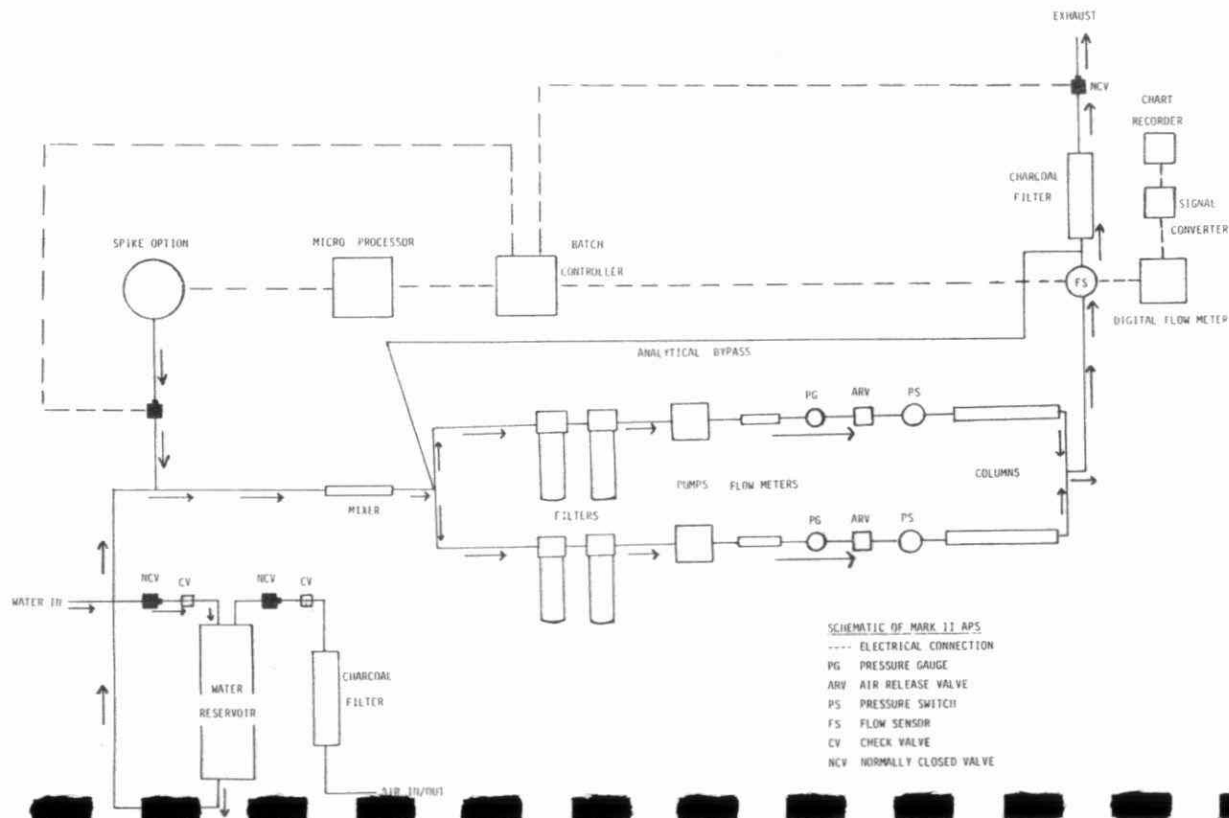 EXHAUST
NCV
CHART
RECORDER
CHARCOAL
FILTER
SIGNAL
CONVERTER
SPIKE OPTION
MICRO PROCESSOR
BATCH
CONTROLLER
FS
DIGITAL FLOW METER
ANALYTICAL BYPASS
PG
ARV
PS
MIXER
FILTERS
PUMPS
FLOW METERS
COLUMNS
PG
ARV
PS
WATER IN
NCV
CV
NCV
CV
WATER
RESERVOIR
CHARCOAL
FILTER
AIR IN/OUT
SCHEMATIC OF MARK II APS
---- ELECTRICAL CONNECTION
PG PRESSURE GAUGE
ARV AIR RELEASE VALVE
PS PRESSURE SWITCH
FS FLOW SENSOR
CV CHECK VALVE
NCV NORMALLY CLOSED VALVE